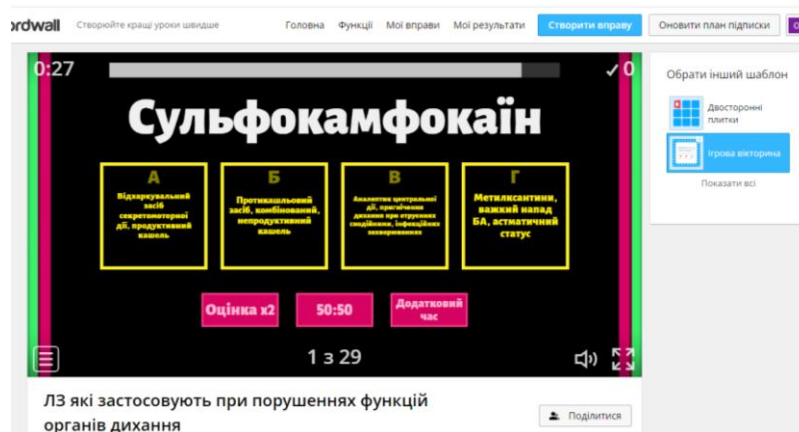 ordwall
Створюйте кращі уроки швидше
Головна Функції Мої вправи Мої результати
Створити вправу
Оновити план підписки
0:27
✓0
Сульфокамфокаїн
А
Відхаркувальний
засіб
секретомоторної
дії, продуктивний
кашель
Б
Протикашльовий
засіб, комбінований,
непродуктивний
кашель
В
Аналептик центральної
дії, пригнічення
дихання при отруєннях
снодійними, інфекційних
захворюваннях
Г
Метилксантини,
важкий напад
БА, астматичний
статус
Оцінка x2
50:50
Додатковий
час
1 з 29
Обрати інший шаблон
Двосторонні
плитки
Ігрова вікторина
Показати всі
ЛЗ які застосовують при порушеннях функцій
органів дихання
Поділитися